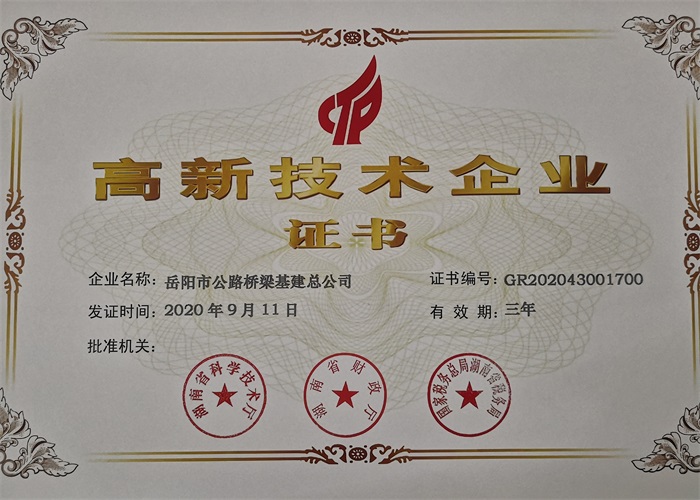 CTP
高新技术企业
证书
企业名称：岳阳市公路桥梁基建总公司
证书编号：GR202043001700
发证时间：2020年9月11日
有效期：三年
批准机关：
湖南省科学技术厅
湖南省财政厅
国家税务总局湖南省税务局